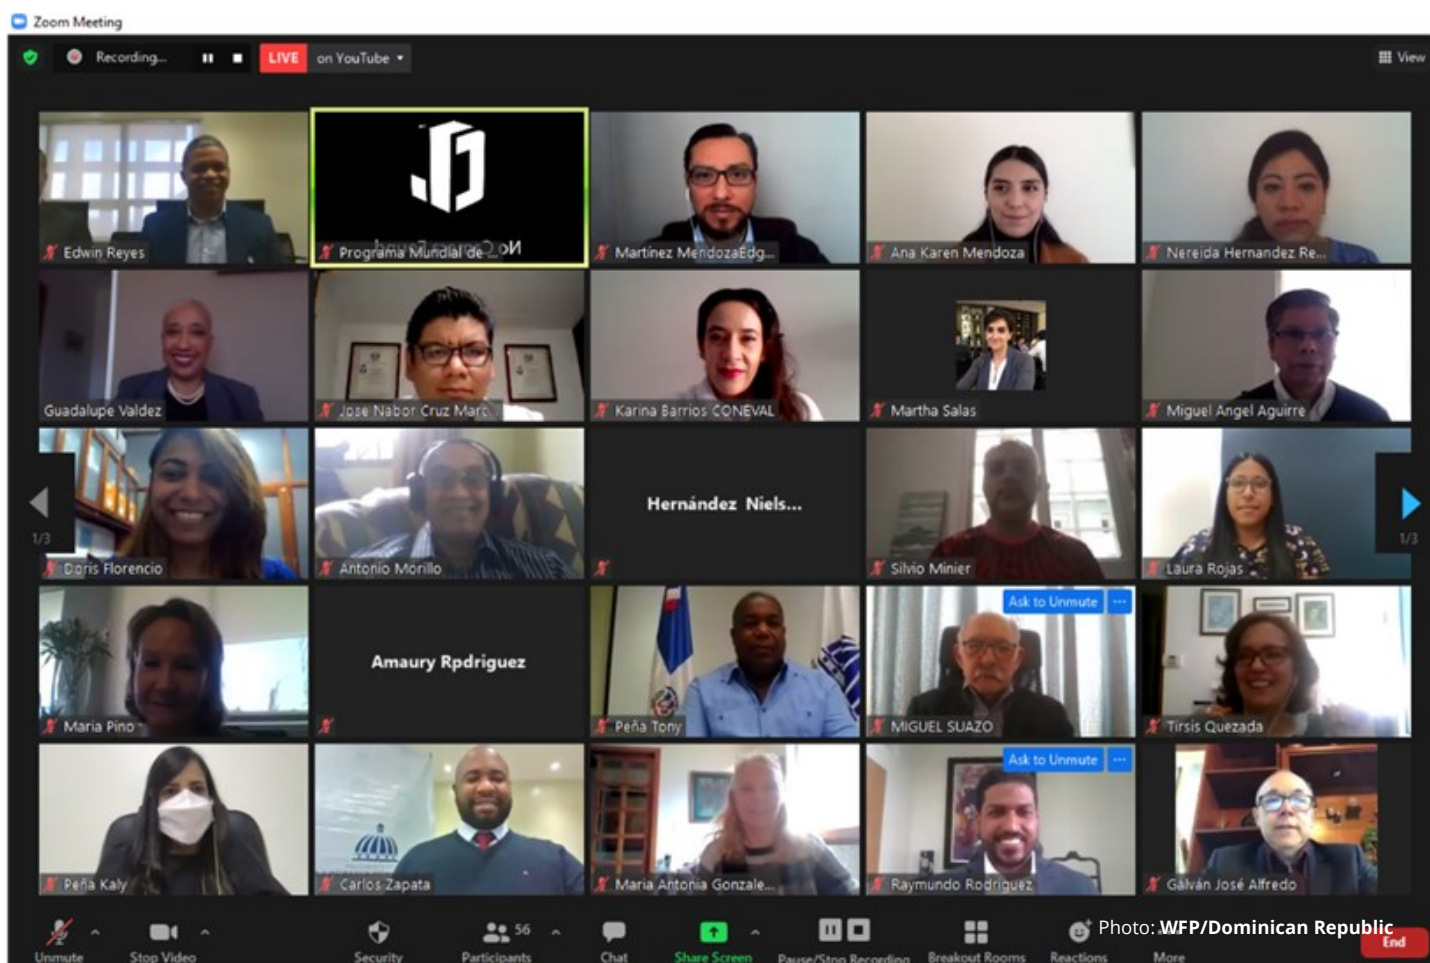 Zoom Meeting
Recording...
LIVE on YouTube
View
Edwin Reyes
Programa Mundial de ...
Martínez MendozaEdg...
Ana Karen Mendoza
Nereida Hernandez Re...
Guadalupe Valdez
Jose Nabor Cruz Marc...
Karina Barrios CONEVAL
Martha Salas
Miguel Angel Aguirre
1/3
Doris Florencio
Antonio Morillo
Hernández Niels...
Silvio Minier
Laura Rojas
1/3
Maria Pino
Amaury Rpdriguez
Peña Tony
Ask to Unmute ...
MIGUEL SUAZO
Tirsis Quezada
Peña Kaly
Carlos Zapata
Maria Antonia Gonzale...
Ask to Unmute ...
Raymundo Rodriguez
Galván José Alfredo
Unmute
Stop Video
Security
56
Participants
Chat
Share Screen
Pause/Stop Recording
Breakout Rooms
Reactions
More
Photo: WFP/Dominican Republic
End